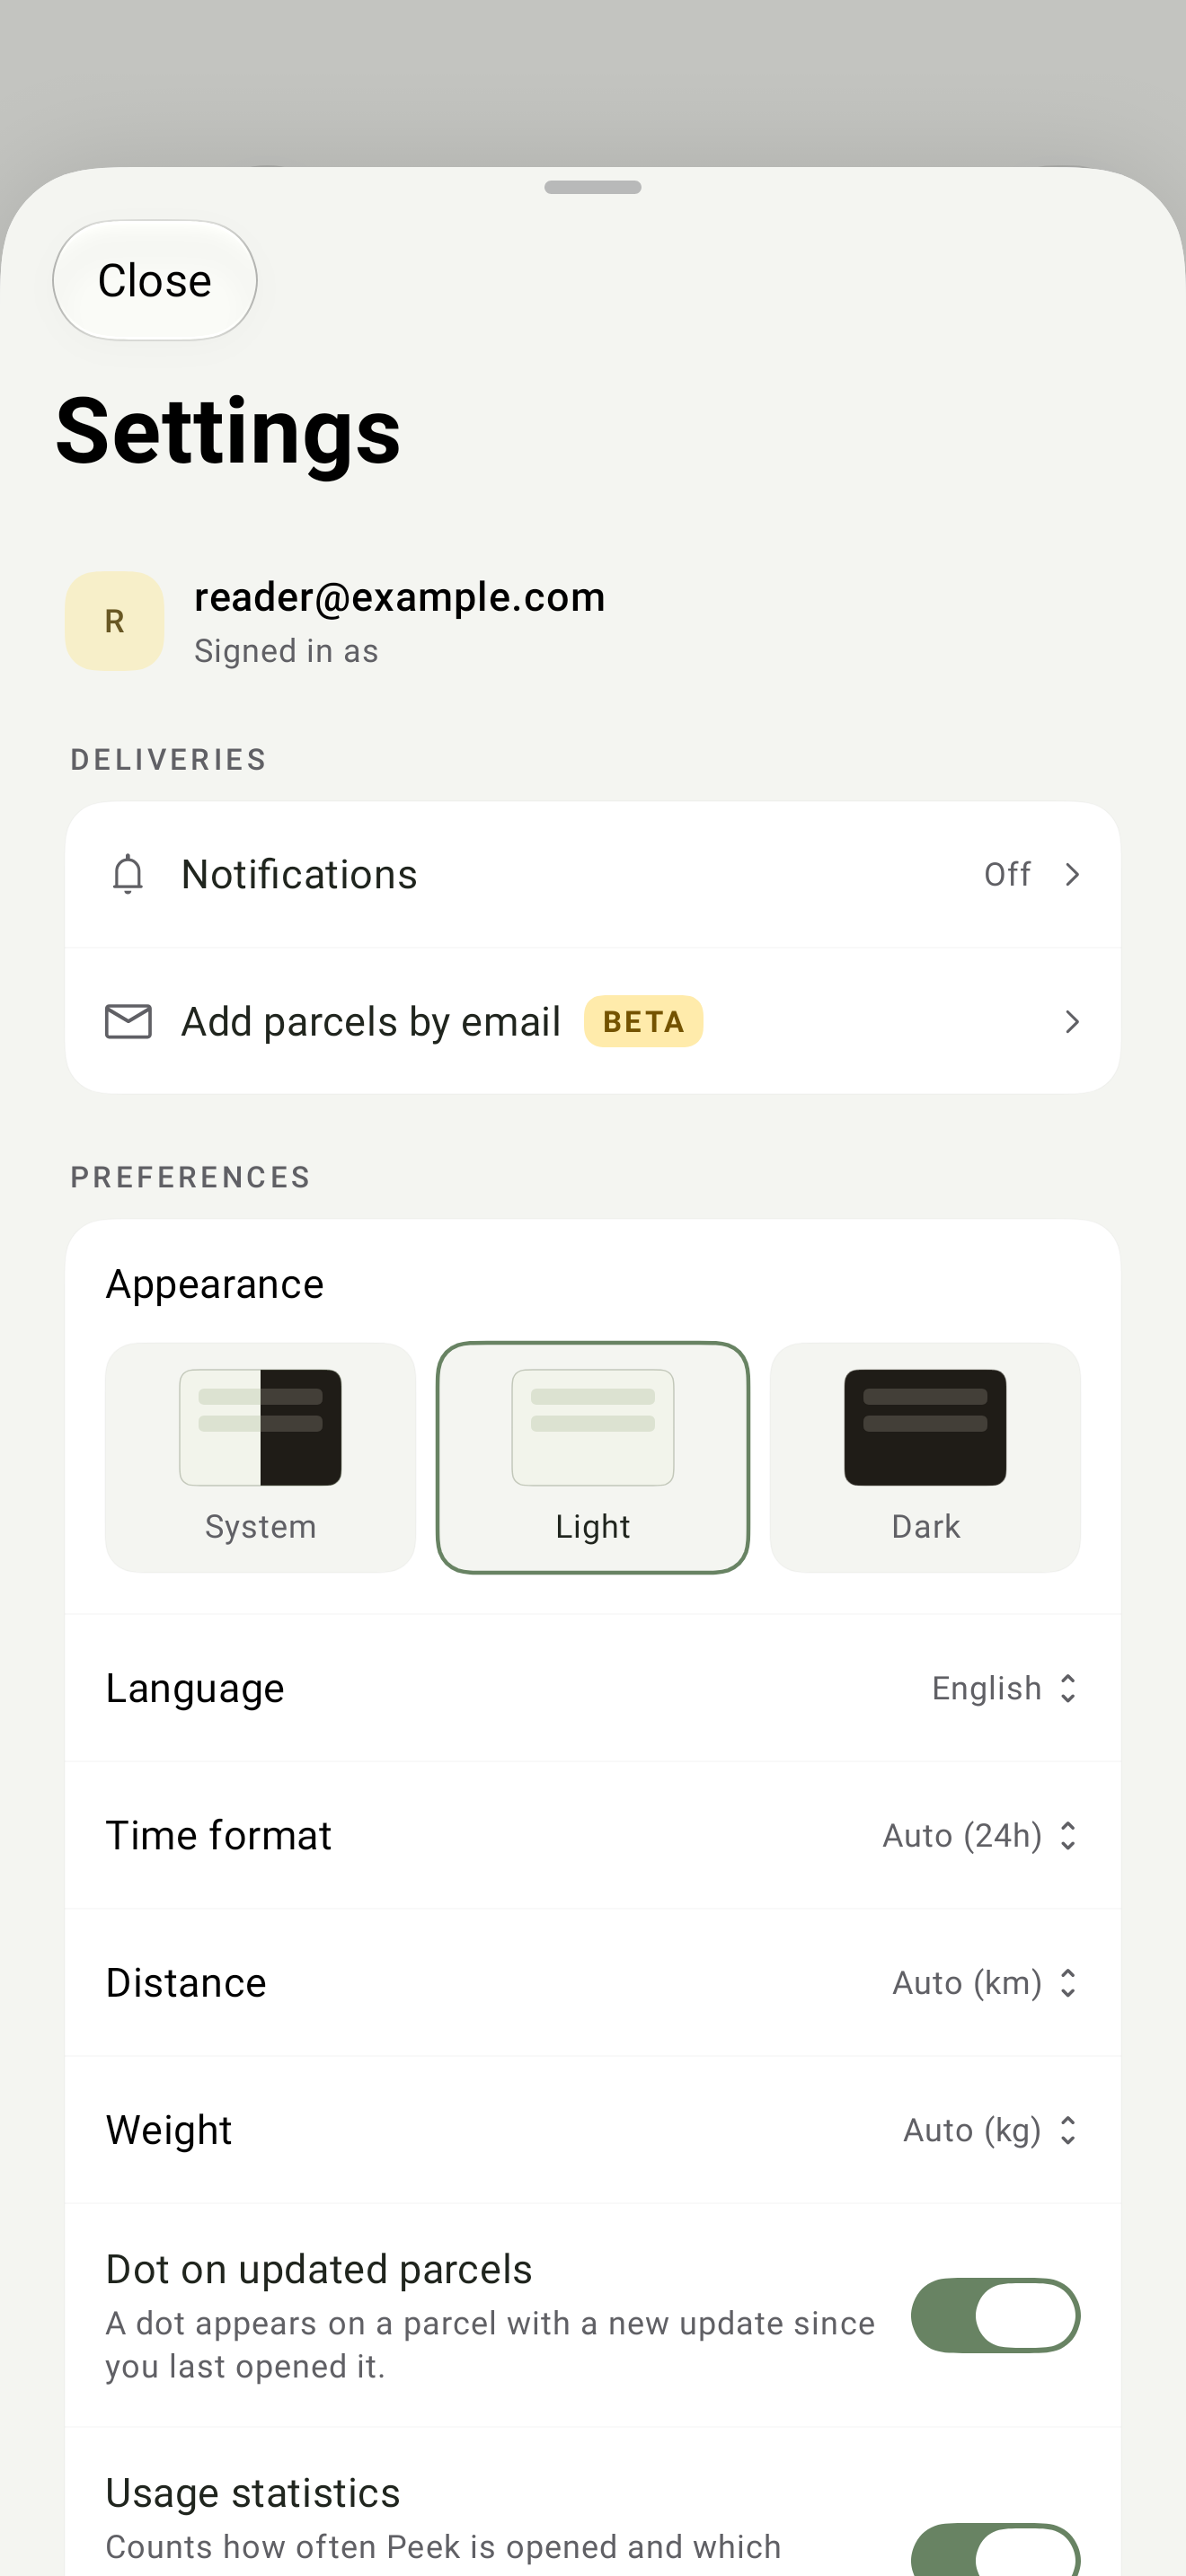 Close
Settings
R
reader@example.com
Signed in as
DELIVERIES
Notifications
Off
Add parcels by email
BETA
PREFERENCES
Appearance
System
Light
Dark
Language
English
Time format
Auto (24h)
Distance
Auto (km)
Weight
Auto (kg)
Dot on updated parcels
A dot appears on a parcel with a new update since
you last opened it.
Usage statistics
Counts how often Peek is opened and which